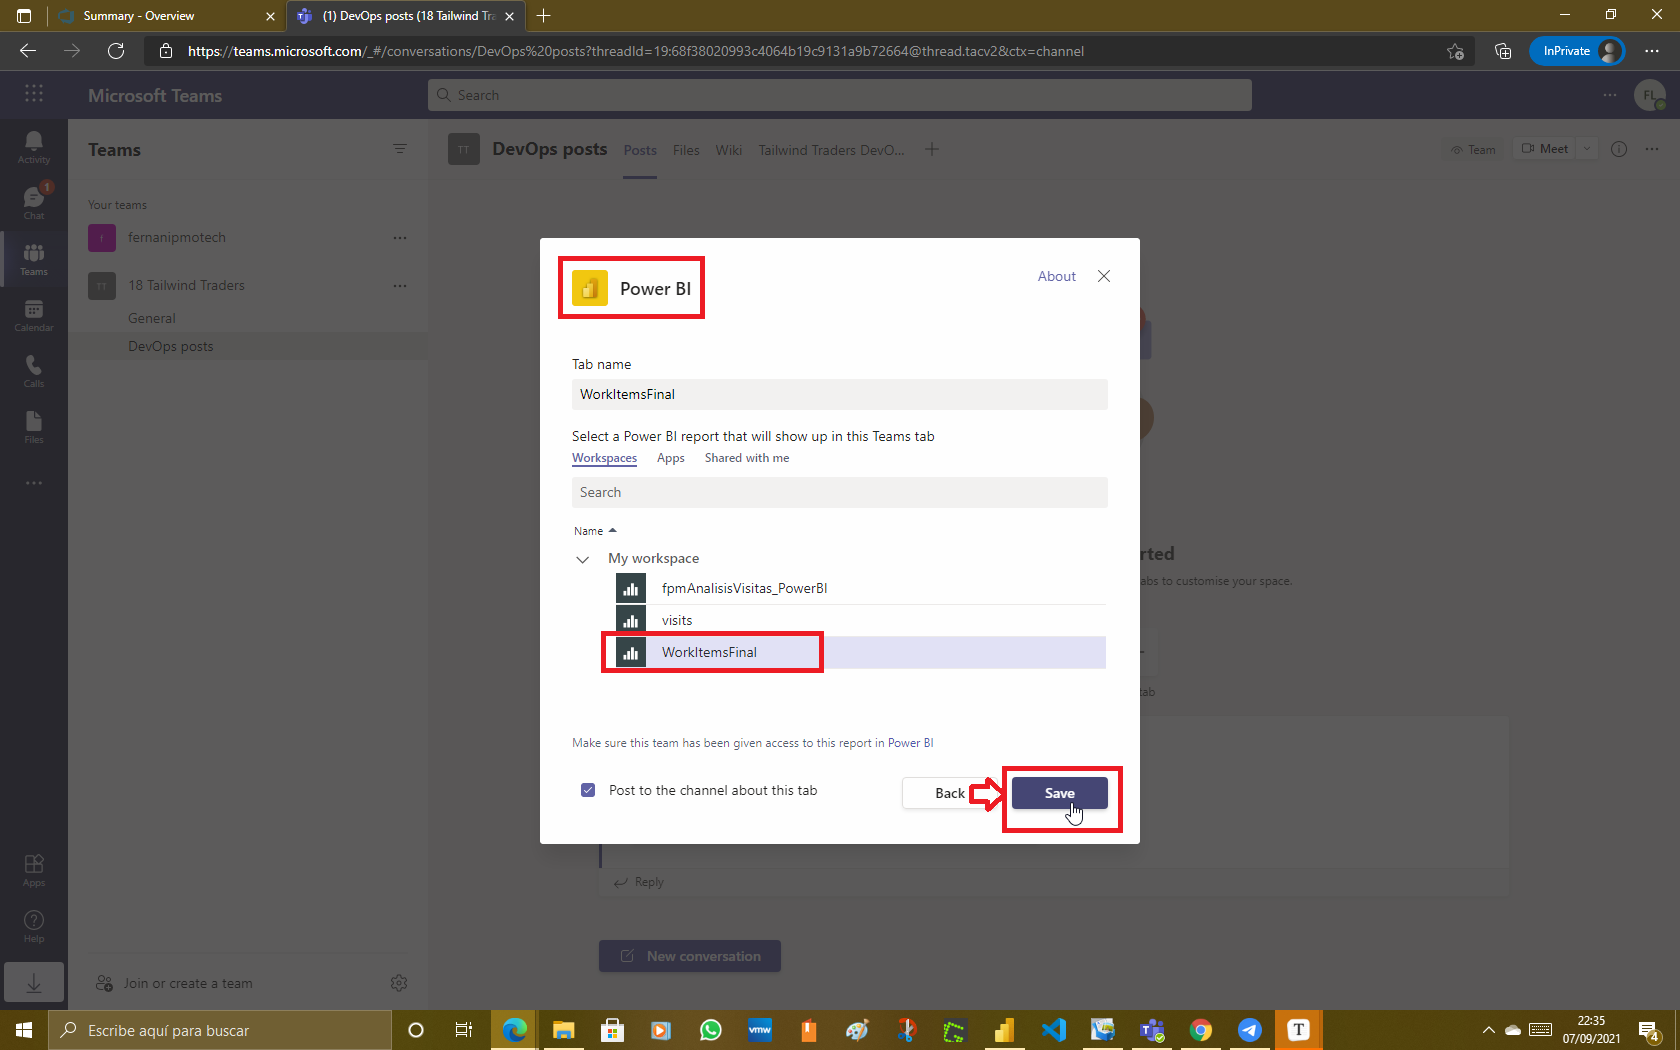 Summary - Overview
(1) DevOps posts (18 Tailwind Tra
https://teams.microsoft.com/_#/conversations/DevOps%20posts?threadId=19:68f38020993c4064b19c9131a9b72664@thread.tacv2&ctx=channel
InPrivate
Microsoft Teams
Search
FL
Activity
Chat
1
Teams
Calendar
Calls
Files
Apps
Help
Teams
Your teams
f
fernanipmotech
TT
18 Tailwind Traders
General
DevOps posts
Join or create a team
TT
DevOps posts
Posts
Files
Wiki
Tailwind Traders DevO...
Team
Meet
Power BI
About
Tab name
WorkItemsFinal
Select a Power BI report that will show up in this Teams tab
Workspaces
Apps
Shared with me
Search
Name
My workspace
fpmAnalisisVisitas_PowerBI
visits
WorkItemsFinal
Make sure this team has been given access to this report in Power BI
Post to the channel about this tab
Back
Save
rted
abs to customise your space.
tab
Reply
New conversation
Escribe aquí para buscar
vmw
T
22:35
07/09/2021
4